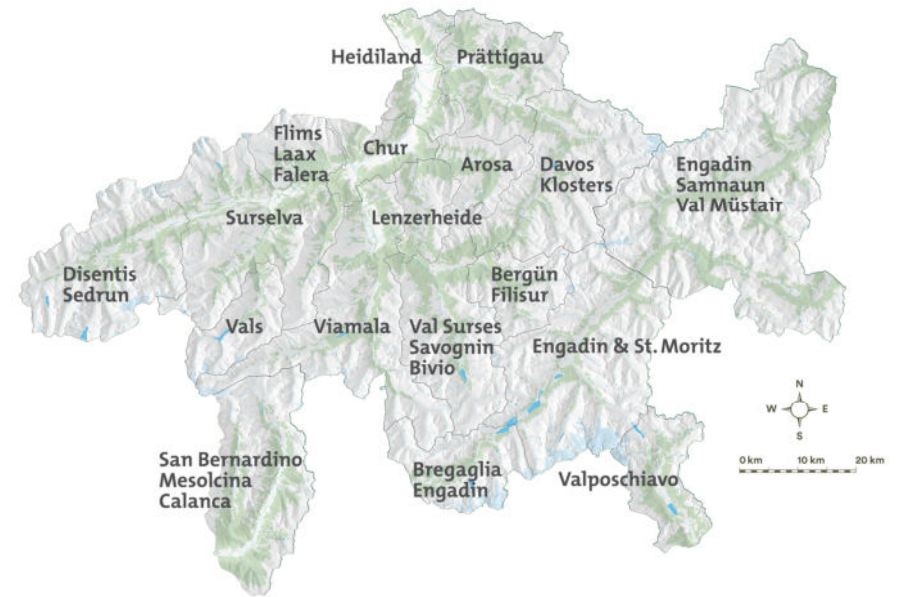 Heidiland
Prättigau
Flims
Laax
Falera
Chur
Arosa
Davos
Klosters
Engadin
Samnaun
Val Müstair
Surselva
Lenzerheide
Disentis
Sedrun
Bergün
Filisur
Vals
Viamala
Val Surses
Savognin
Bivio
Engadin & St. Moritz
N
W E
S
0 km 10 km 20 km
San Bernardino
Mesolcina
Calanca
Bregaglia
Engadin
Valposchiavo